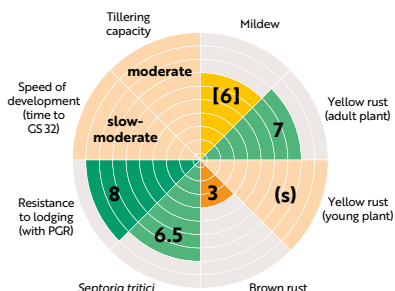 Tillering
capacity
Mildew
moderate
[6]
Speed of
development
(time to
GS 32)
Yellow rust
(adult plant)
slow-
moderate
7
8
3
(s)
Resistance
to lodging
(with PGR)
Yellow rust
(young plant)
6.5
Septoria tritici
Brown rust